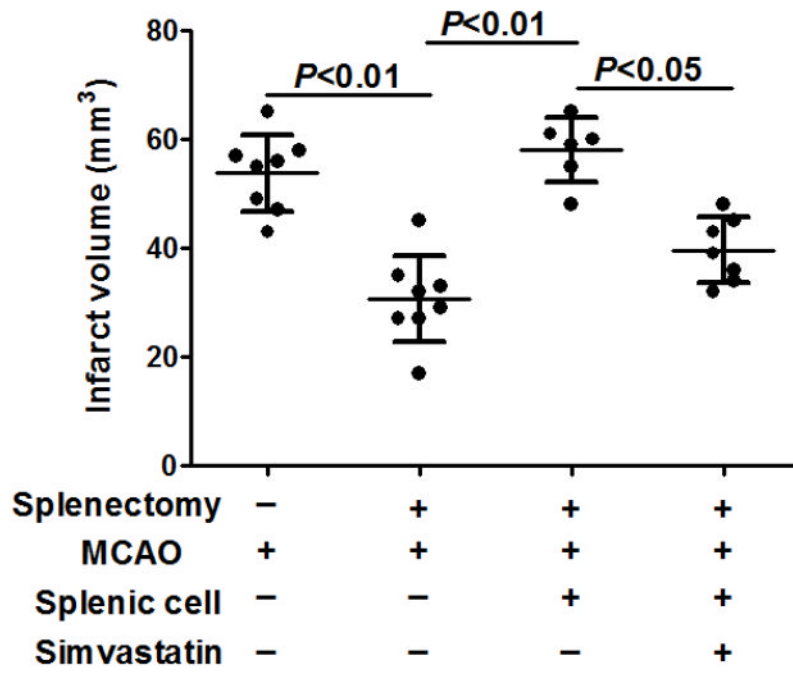 80
P<0.01
P<0.01
P<0.05
60
40
20
0
Infarct volume (mm³)
Splenectomy – + + +
MCAO + + + +
Splenic cell – – + +
Simvastatin – – – +